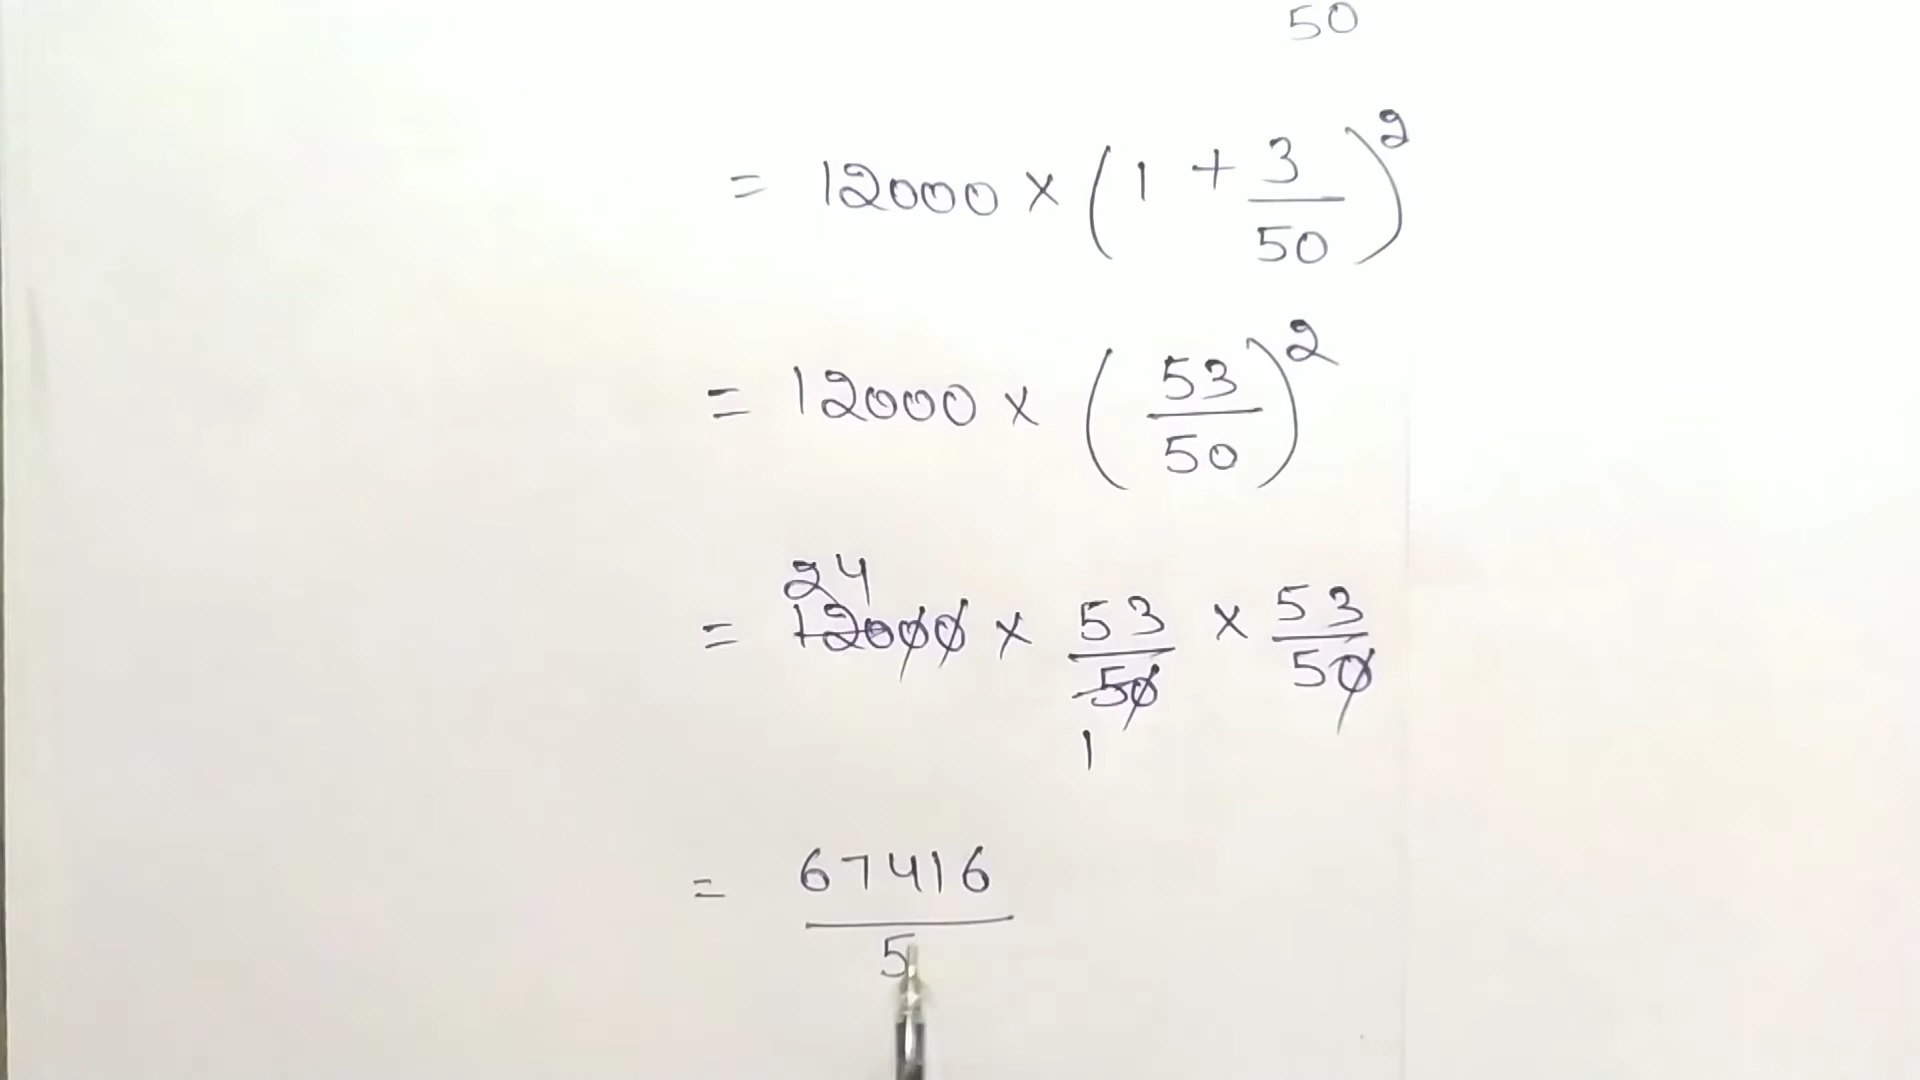 50
= 12000 × (1 + 3/50)²
= 12000 × (53/50)²
24
= 12000 × 53/50 × 53/50
1
= 67416/5